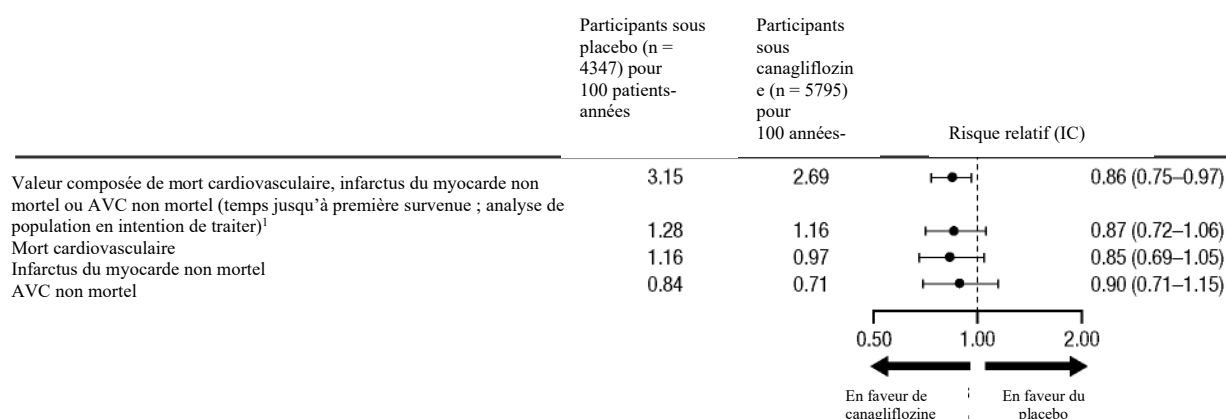 Participants sous
placebo (n =
4347) pour
100 patients-
années
Participants
sous
canagliflozin
e (n = 5795)
pour
100 années-
Risque relatif (IC)
Valeur composée de mort cardiovasculaire, infarctus du myocarde non
mortel ou AVC non mortel (temps jusqu'à première survenue ; analyse de
population en intention de traiter)1
3.15 2.69 0.86 (0.75–0.97)
Mort cardiovasculaire
1.28 1.16 0.87 (0.72–1.06)
Infarctus du myocarde non mortel
1.16 0.97 0.85 (0.69–1.05)
AVC non mortel
0.84 0.71 0.90 (0.71–1.15)
0.50 1.00 2.00
En faveur de
canagliflozine
En faveur du
placebo